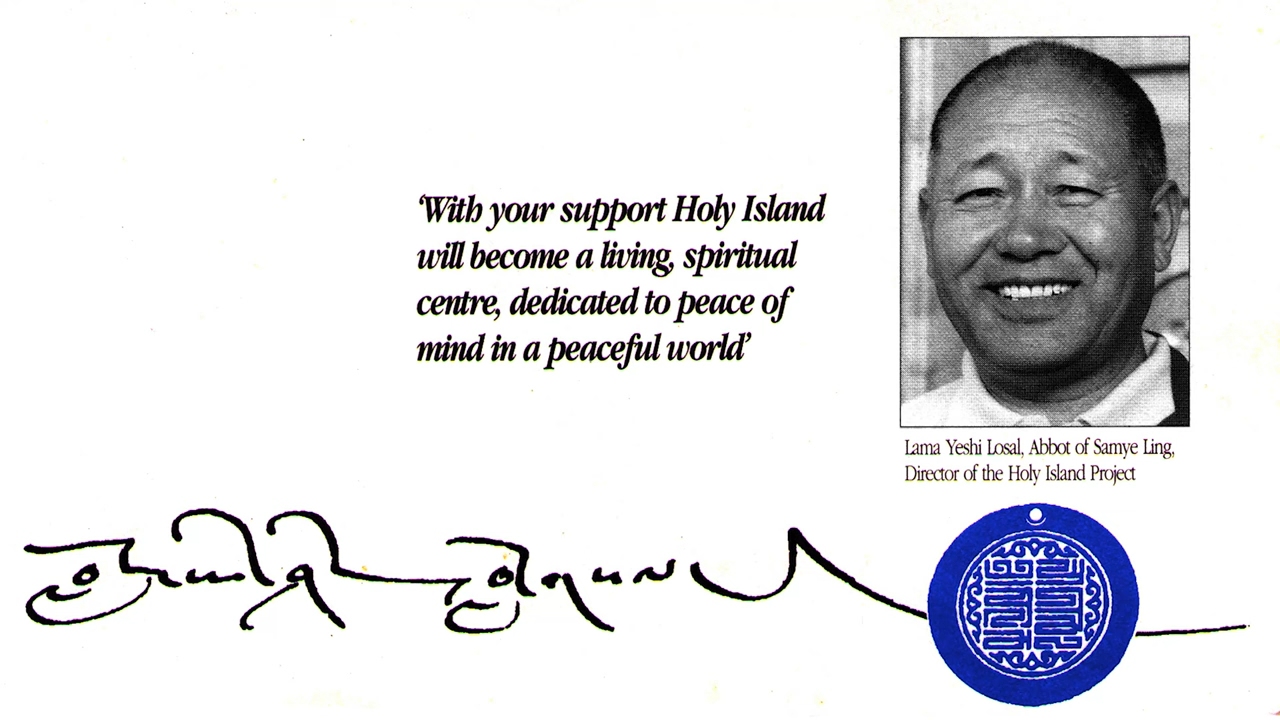 ‘With your support Holy Island
will become a living, spiritual
centre, dedicated to peace of
mind in a peaceful world’
Lama Yeshi Losal, Abbot of Samye Ling,
Director of the Holy Island Project